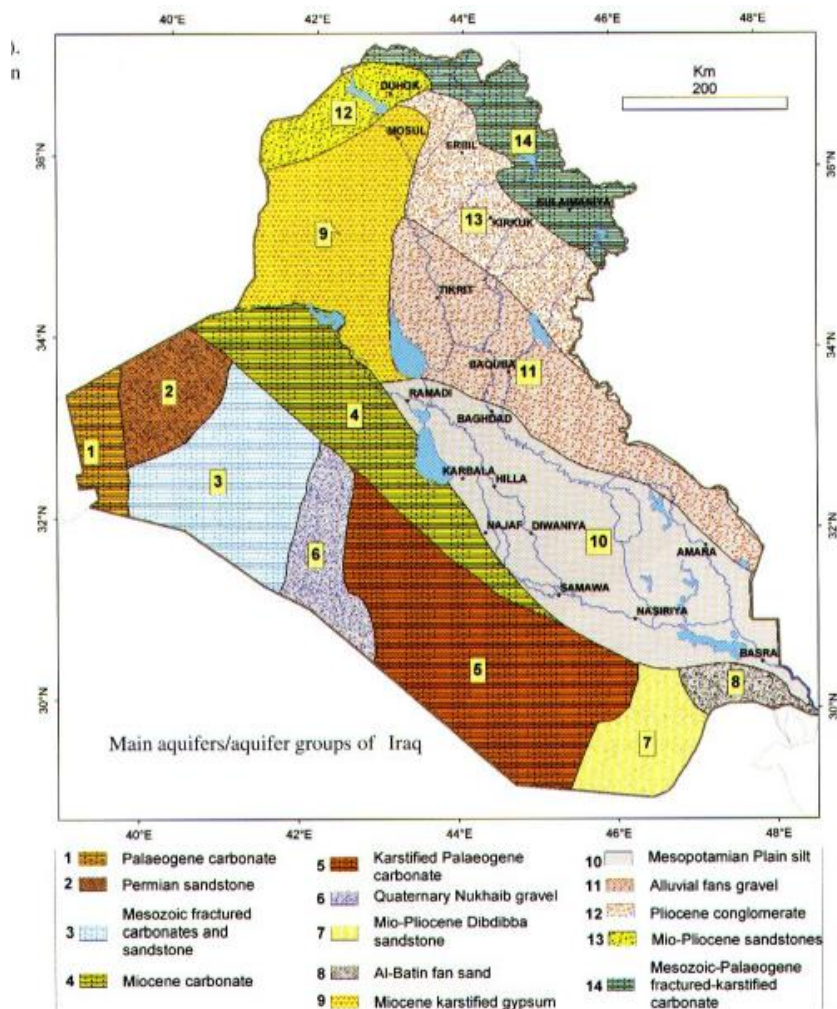 ).
n
40°E 42°E 44°E 46°E 48°E
Km
200
36°N
34°N
32°N
30°N
36°N
34°N
32°N
30°N
DUHOK
12
MOSUL
ERBIL
14
SULAIMANIYA
13
KIRKUK
9
TIKRIT
BAQUBA
11
2
RAMADI
4
BAGHDAD
1
3
KARBALA
HILLA
NAJAF
DIWANIYA
10
AMARA
6
SAMAWA
NASIRIYA
BASRA
5
8
7
Main aquifers/aquifer groups of Iraq
40°E 42°E 44°E 46°E 48°E
1 Palaeogene carbonate
2 Permian sandstone
3 Mesozoic fractured
carbonates and
sandstone
4 Miocene carbonate
5 Karstified Palaeogene
carbonate
6 Quaternary Nukhaib gravel
7 Mio-Pliocene Dibdibba
sandstone
8 Al-Batin fan sand
9 Miocene karstified gypsum
10 Mesopotamian Plain silt
11 Alluvial fans gravel
12 Pliocene conglomerate
13 Mio-Pliocene sandstones
14 Mesozoic-Palaeogene
fractured-karstified
carbonate